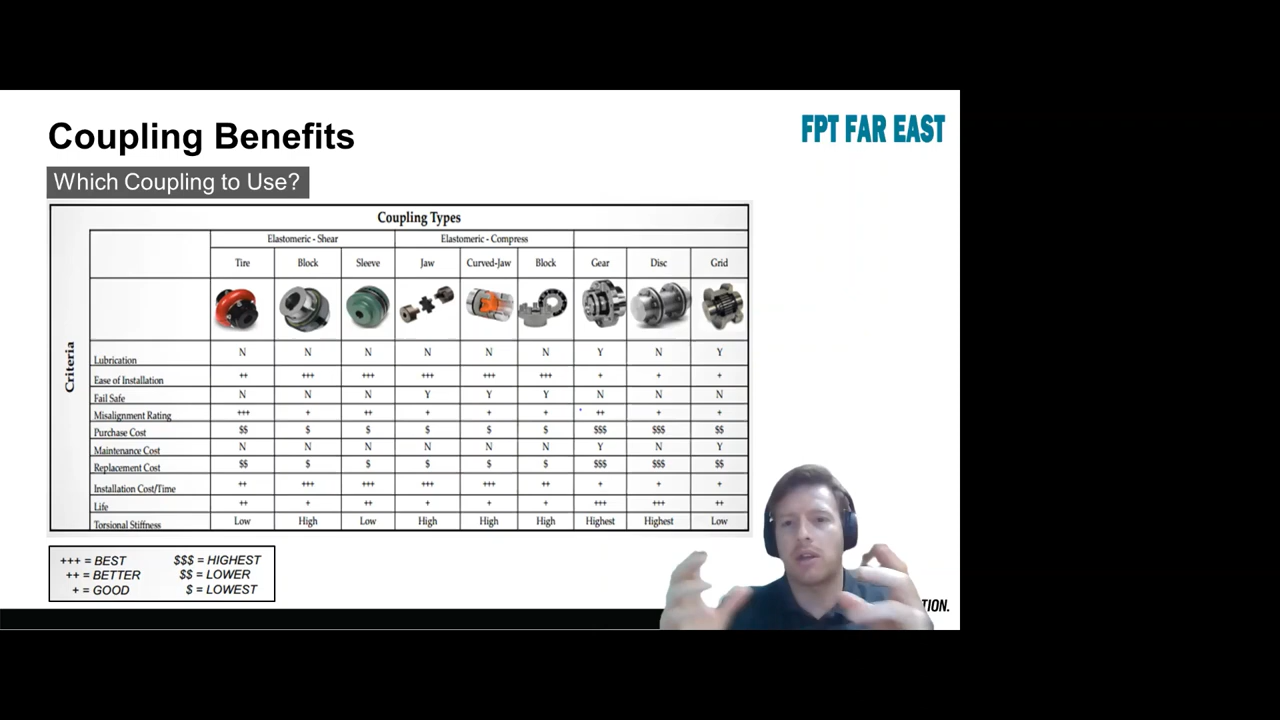 Coupling Benefits
FPT FAR EAST
Which Coupling to Use?
Coupling Types
Elastomeric - Shear Elastomeric - Compress
Tire Block Sleeve Jaw Curved-Jaw Block Gear Disc Grid
Criteria
Lubrication N N N N N N Y N Y
Ease of Installation ++ +++ +++ +++ +++ +++ + + +
Fail Safe N N N Y Y Y N N N
Misalignment Rating +++ + ++ + + + ++ + +
Purchase Cost $$ $ $ $ $ $ $$$ $$$ $$
Maintenance Cost N N N N N N Y N Y
Replacement Cost $$ $ $ $ $ $ $$$ $$$ $$
Installation Cost/Time ++ +++ +++ +++ +++ ++ + + +
Life ++ + ++ + + + +++ +++ ++
Torsional Stiffness Low High Low High High High Highest Highest Low
+++ = BEST $$$ = HIGHEST
++ = BETTER $$ = LOWER
+ = GOOD $ = LOWEST
TION.